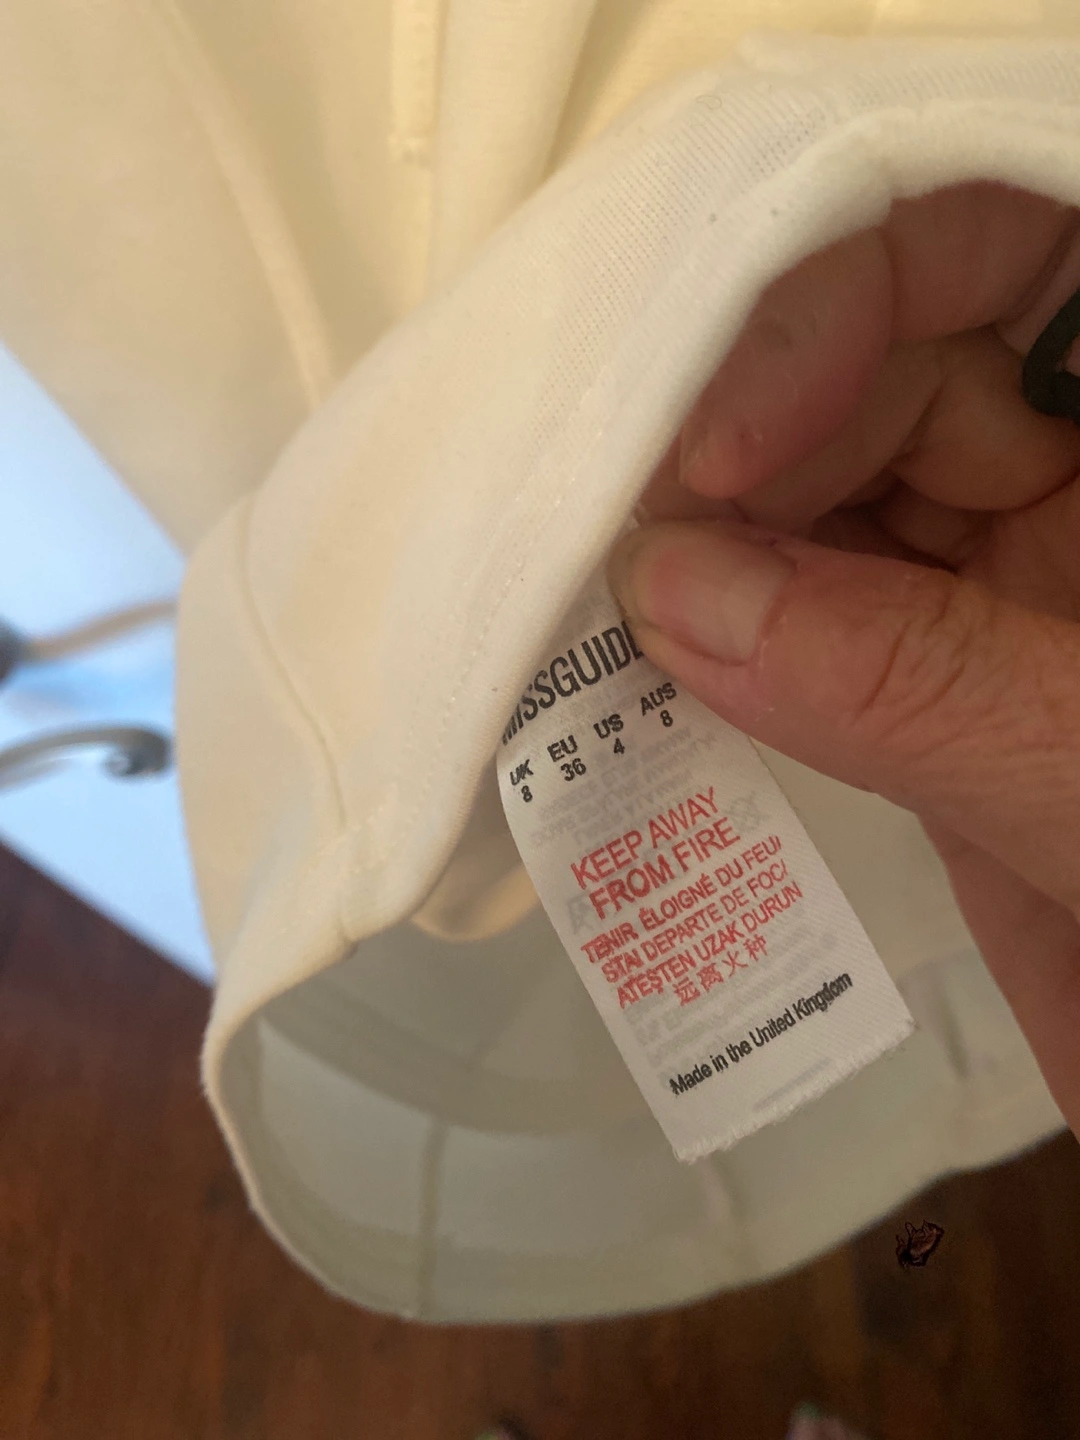 MISSGUIDE
UK EU US AUS
8 36 4 8
KEEP AWAY
FROM FIRE
TENIR ÉLOIGNÉ DU FEU
STAI DEPARTE DE FOC
ATEŞTEN UZAK DURUN
远离火种
Made in the United Kingdom